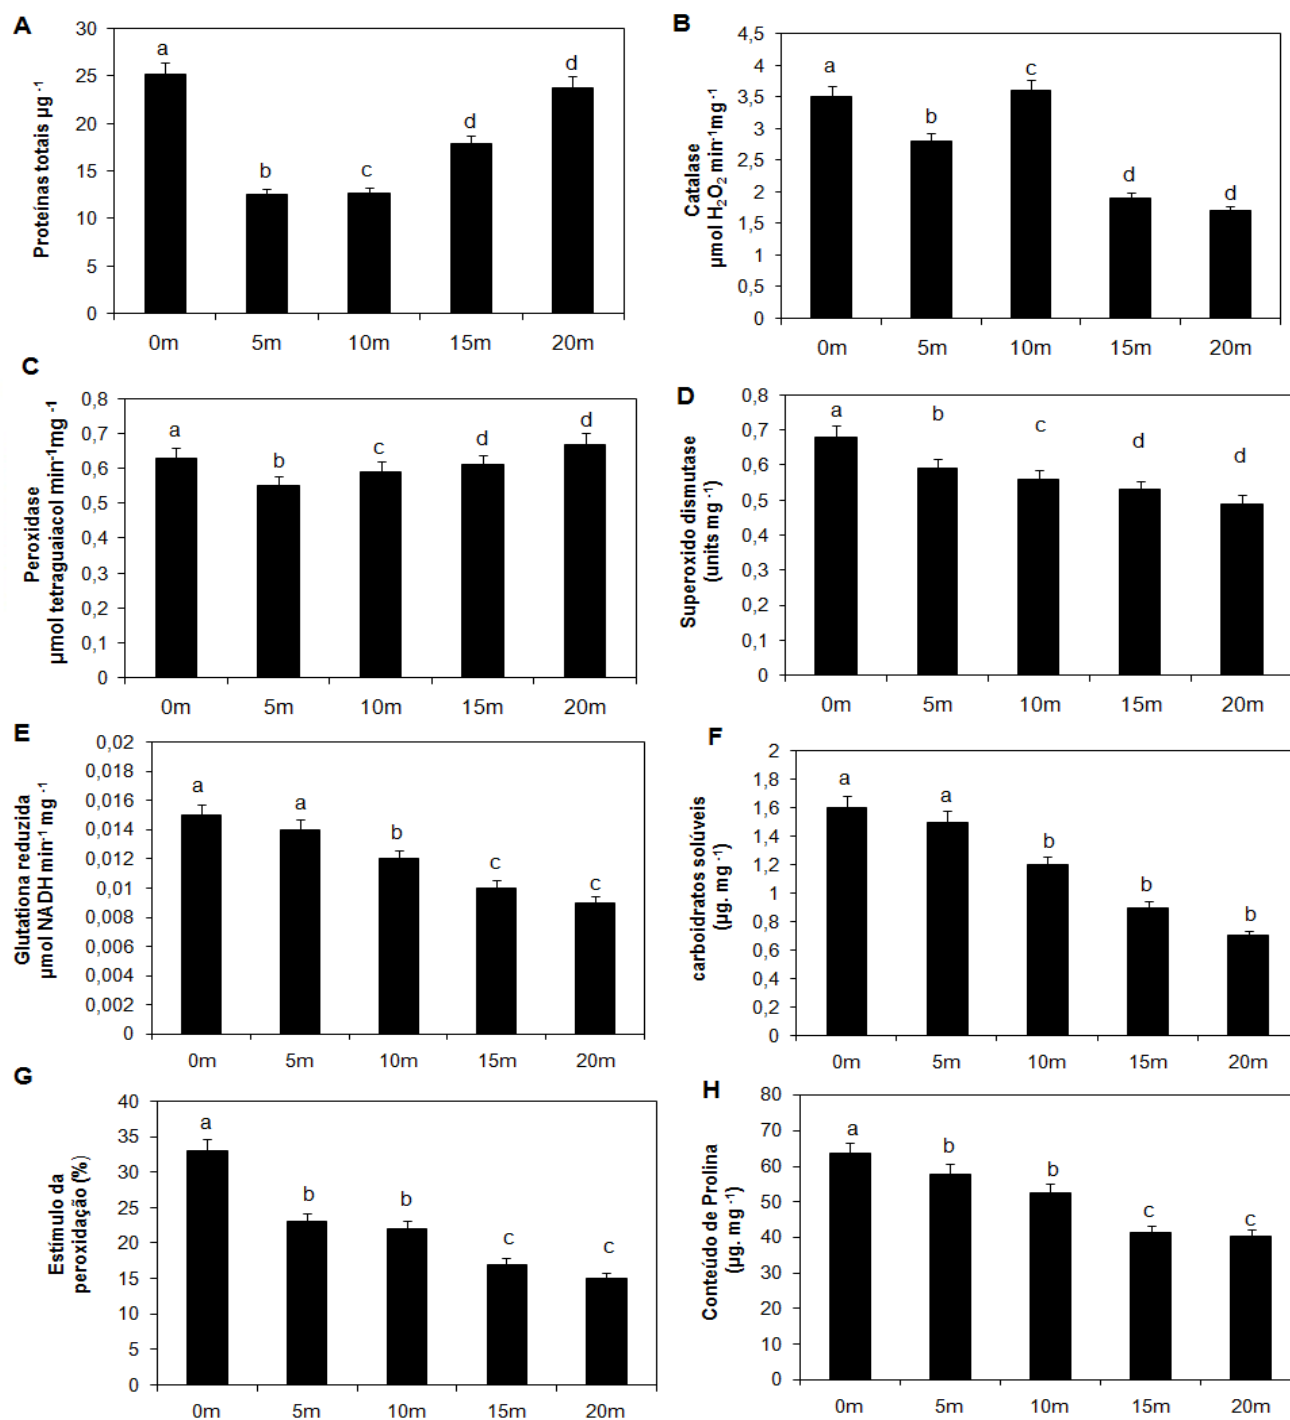 A
Proteínas totais µg ⁻¹
30
25
20
15
10
5
0
a
b
c
d
d
0m 5m 10m 15m 20m
B
Catalase
µmol H₂O₂ min⁻¹mg⁻¹
4,5
4
3,5
3
2,5
2
1,5
1
0,5
0
a
b
c
d
d
0m 5m 10m 15m 20m
C
Peroxidase
µmol tetraguaiacol min⁻¹mg ⁻¹
0,8
0,7
0,6
0,5
0,4
0,3
0,2
0,1
0
a
b
c
d
d
0m 5m 10m 15m 20m
D
Superoxido dismutase
(units mg ⁻¹)
0,8
0,7
0,6
0,5
0,4
0,3
0,2
0,1
0
a
b
c
d
d
0m 5m 10m 15m 20m
E
Glutationa reduzida
µmol NADH min⁻¹ mg ⁻¹
0,02
0,018
0,016
0,014
0,012
0,01
0,008
0,006
0,004
0,002
0
a
a
b
c
c
0m 5m 10m 15m 20m
F
carboidratos solúveis
(µg. mg ⁻¹)
2
1,8
1,6
1,4
1,2
1
0,8
0,6
0,4
0,2
0
a
a
b
b
b
0m 5m 10m 15m 20m
G
Estímulo da
peroxidação (%)
40
35
30
25
20
15
10
5
0
a
b
b
c
c
0m 5m 10m 15m 20m
H
Conteúdo de Prolina
(µg. mg ⁻¹)
80
70
60
50
40
30
20
10
0
a
b
b
c
c
0m 5m 10m 15m 20m